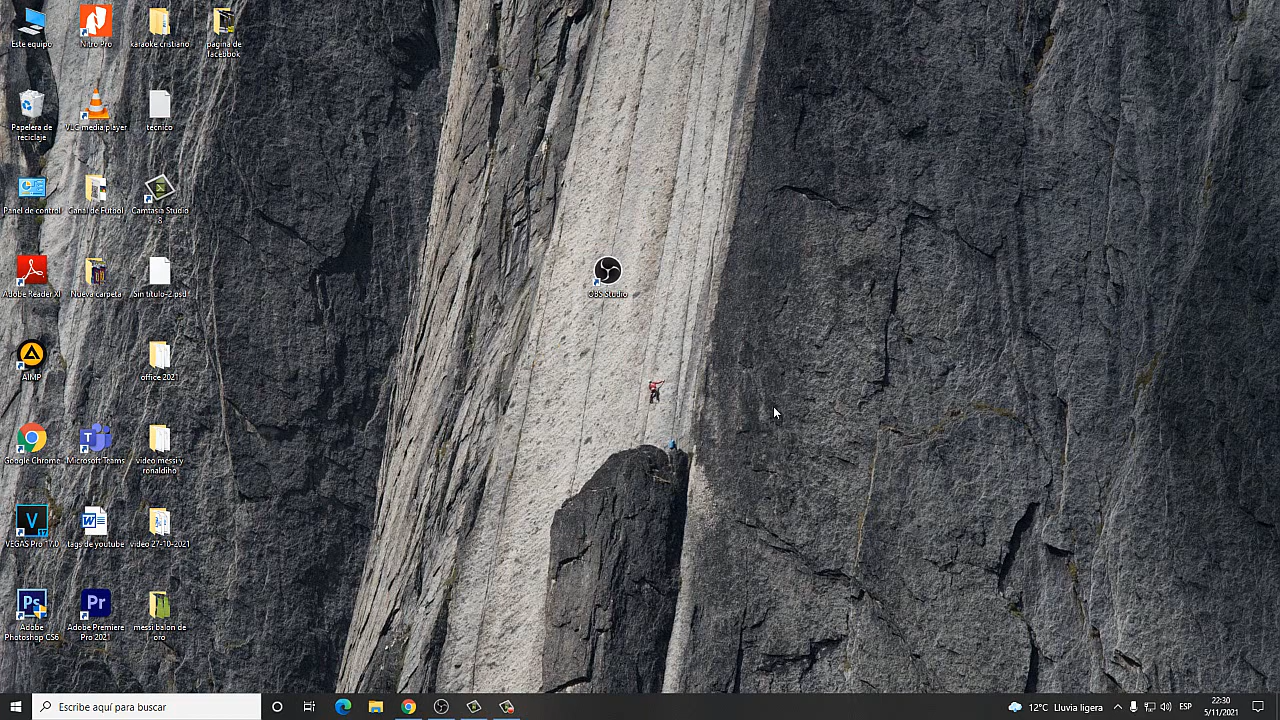 Este equipo
Nitro Pro
karaoke cristiano
pagina de
facebbok
Papelera de
reciclaje
VLC media player
tecnico
Panel de control
Canal de Futbol
Camtasia Studio
8
Adobe Reader XI
Nueva carpeta
Sin título-2.psd
OBS Studio
AIMP
office 2021
Google Chrome
Microsoft Teams
video messi y
ronaldiho
VEGAS Pro 17.0
tags de youtube
video 27-10-2021
Adobe
Photoshop CS6
Adobe Premiere
Pro 2021
messi balon de
oro
Escribe aquí para buscar
12°C Lluvia ligera
ESP
22:30
5/11/2021